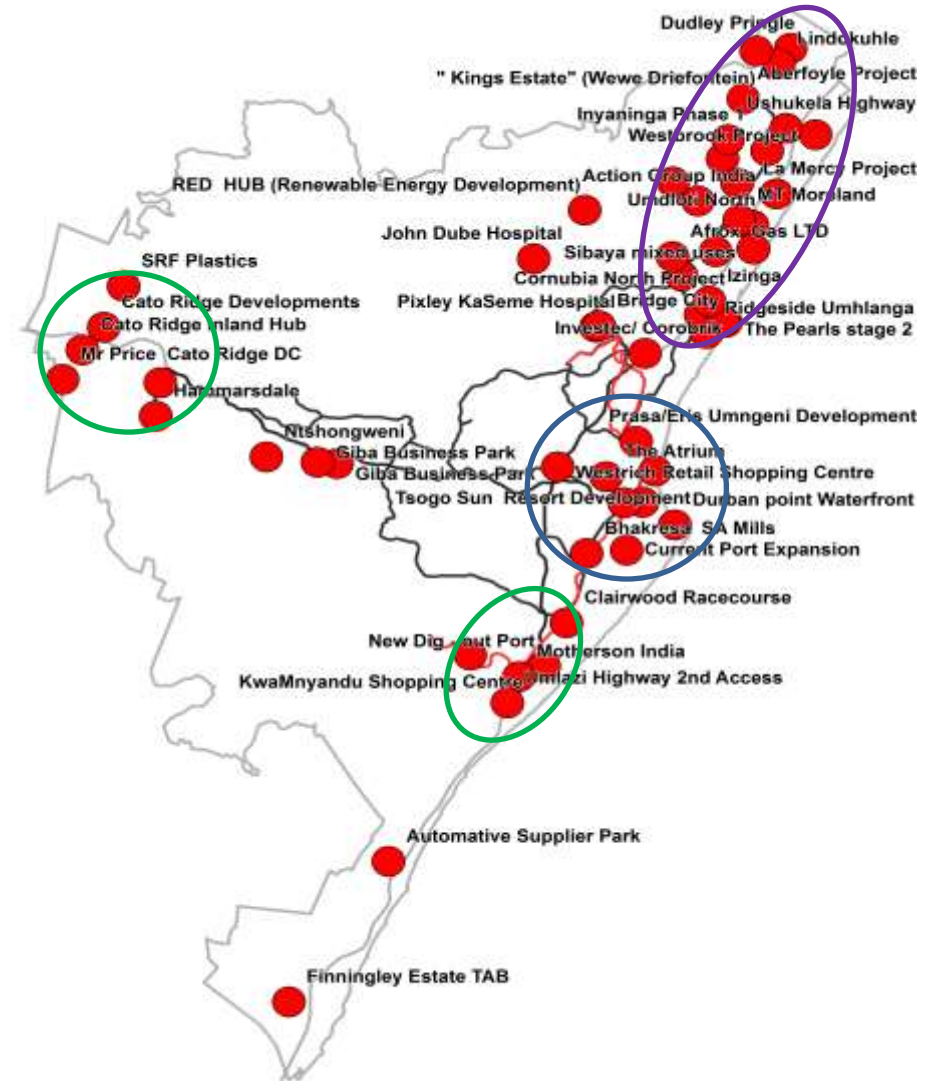 Dudley Pringle
Lindokuhle
" Kings Estate" (Wewe Driefontein)
Aberfoyle Project
Inyaninga Phase 1
Ushukela Highway
Westbrook Project
La Mercy Project
RED HUB (Renewable Energy Development)
Action Group India
Umdloti North
MT Moreland
John Dube Hospital
Afrox Gas LTD
Sibaya mixed uses
SRF Plastics
Cornubia North Project
Izinga
Cato Ridge Developments
Pixley KaSeme Hospital
Bridge City
Ridgeside Umhlanga
Cato Ridge Inland Hub
Investec/ Corobrik
The Pearls stage 2
Mr Price Cato Ridge DC
Hammarsdale
Prasa/Eris Umngeni Development
Ntshongweni
The Atrium
Giba Business Park
Giba Business Park
Westrich Retail Shopping Centre
Tsogo Sun Resort Development
Durban point Waterfront
Bhakresa SA Mills
Current Port Expansion
Clairwood Racecourse
New Dig -out Port
Motherson India
KwaMnyandu Shopping Centre
Umlazi Highway 2nd Access
Automative Supplier Park
Finningley Estate TAB